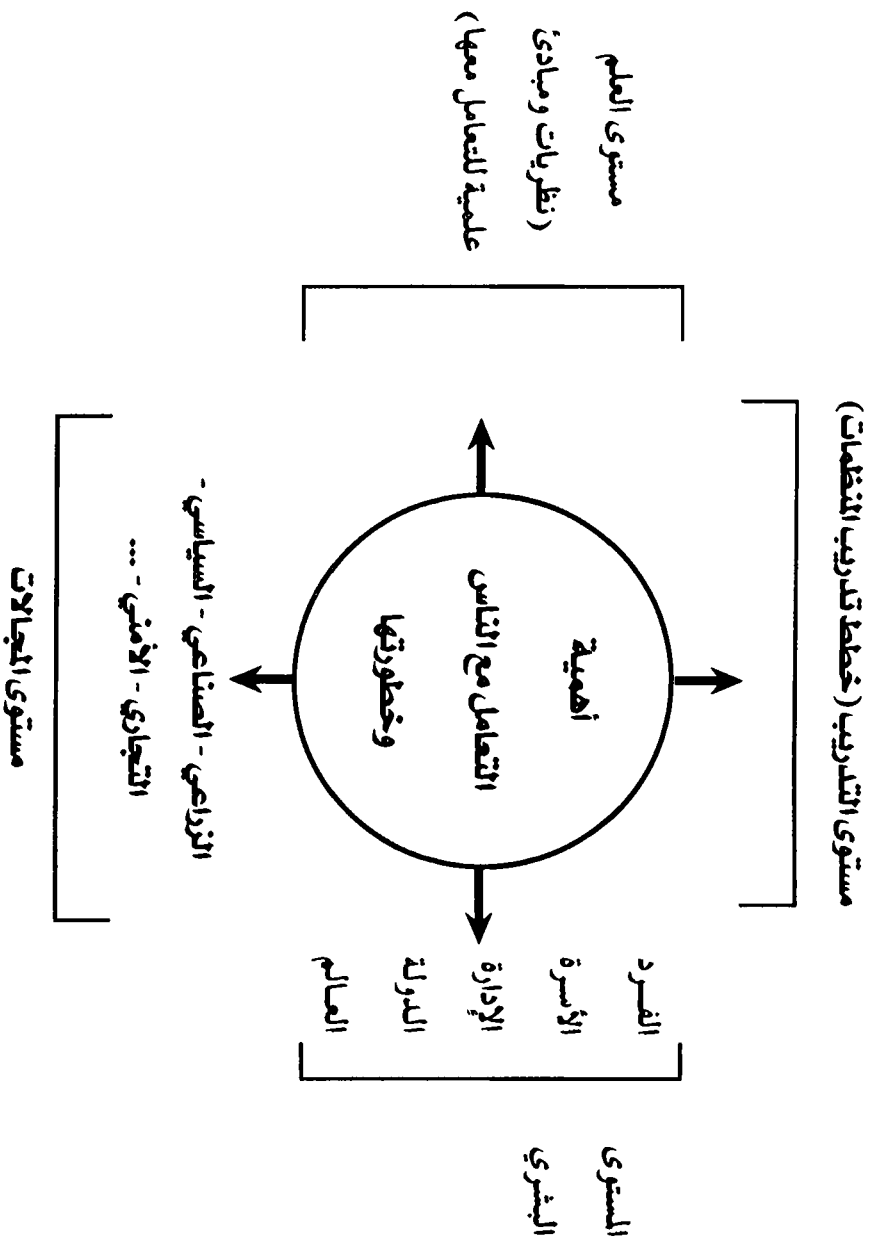 مستوى التدريب (خطط تدريب المنظمات)
المستوى
البشري
الفرد
الأسرة
الإدارة
الدولة
العالم
أهمية
التعامل مع الناس
وخطورتها
مستوى العلم
(نظريات ومبادئ
علمية للتعامل معها)
الزراعي - الصناعي - السياسي -
التجاري - الأمني - ...
مستوى المجالات